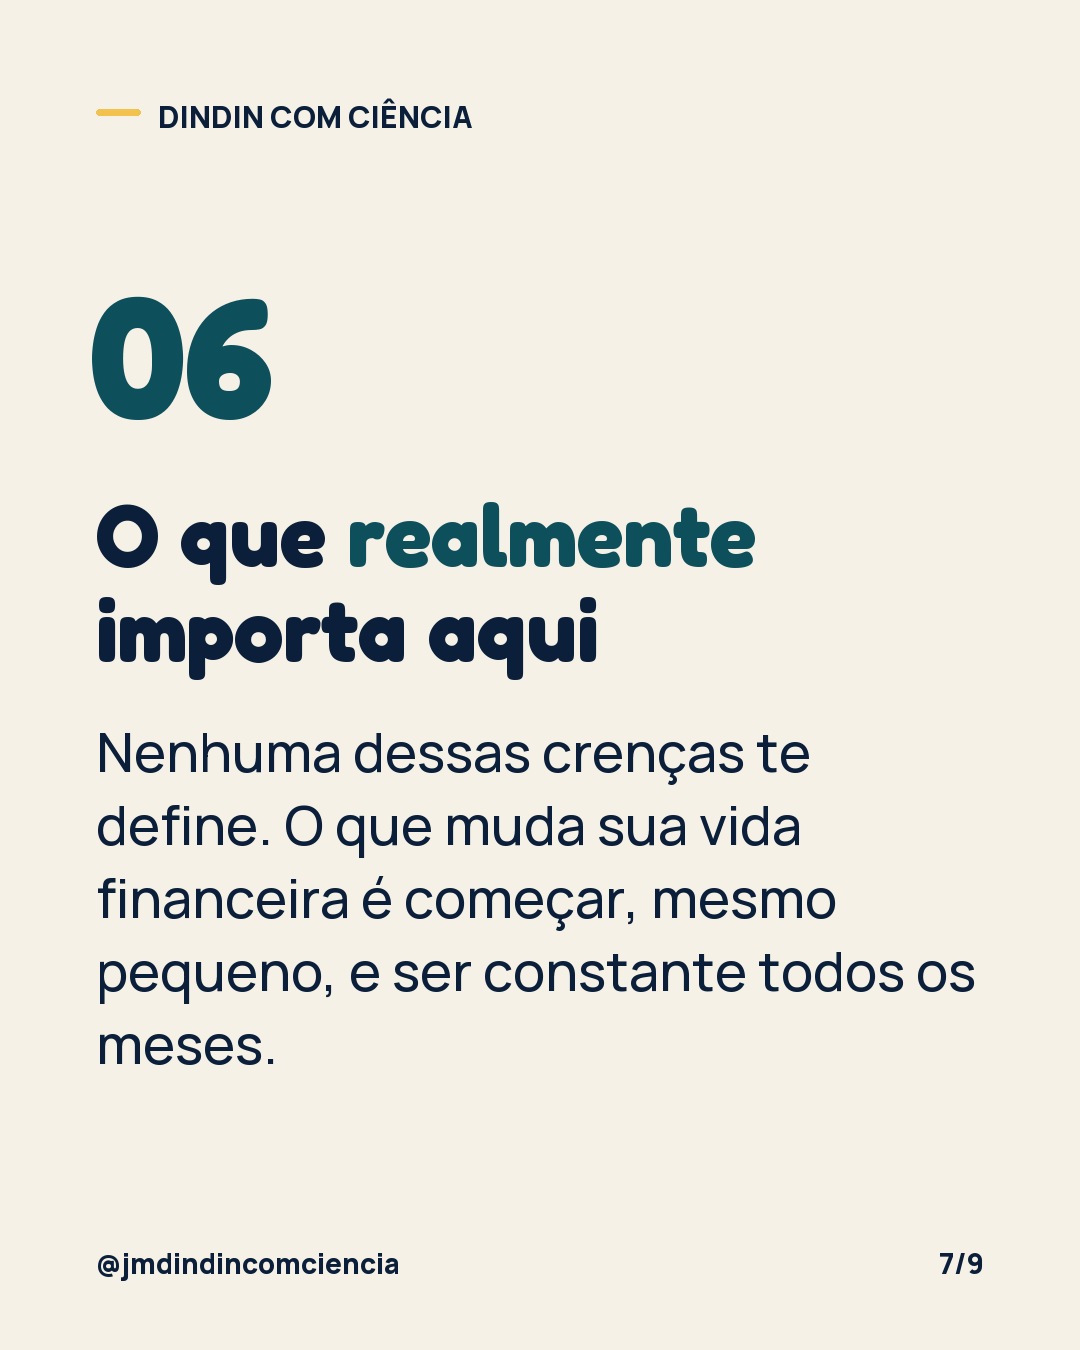 DINDIN COM CIÊNCIA
06
O que realmente
importa aqui
Nenhuma dessas crenças te
define. O que muda sua vida
financeira é começar, mesmo
pequeno, e ser constante todos os
meses.
@jmdindincomciencia
7/9